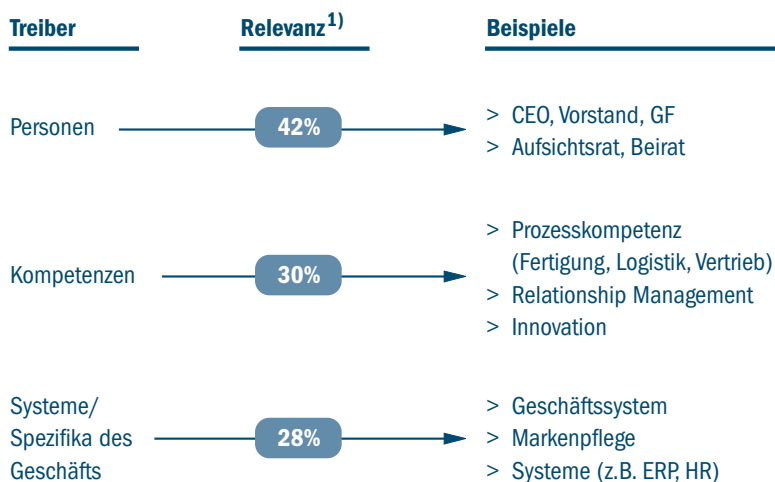 Treiber Relevanz1) Beispiele
Personen 42% > CEO, Vorstand, GF
> Aufsichtsrat, Beirat
Kompetenzen 30% > Prozesskompetenz
(Fertigung, Logistik, Vertrieb)
> Relationship Management
> Innovation
Systeme/
Spezifika des
Geschäfts
28%
> Geschäftssystem
> Markenpflege
> Systeme (z.B. ERP, HR)